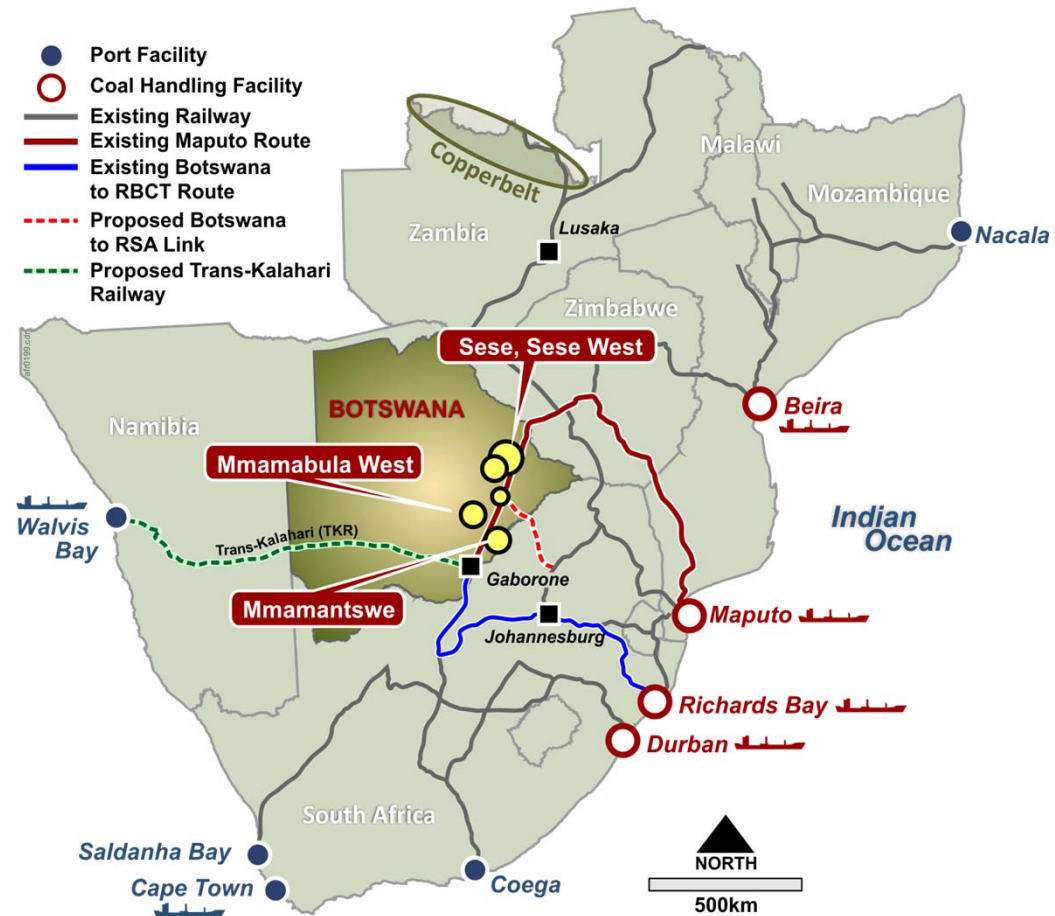 Port Facility
Coal Handling Facility
Existing Railway
Existing Maputo Route
Existing Botswana
to RBCT Route
Proposed Botswana
to RSA Link
Proposed Trans-Kalahari
Railway
afr0199.cdr
Copperbelt
Malawi
Mozambique
Nacala
Zambia
Lusaka
Zimbabwe
Sese, Sese West
BOTSWANA
Beira
Namibia
Mmamabula West
Walvis
Bay
Trans-Kalahari (TKR)
Indian
Ocean
Gaborone
Mmamantswe
Johannesburg
Maputo
Richards Bay
Durban
South Africa
Saldanha Bay
Cape Town
Coega
NORTH
500km